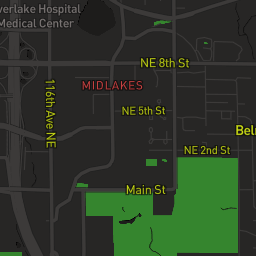 verlake Hospital
Medical Center
NE 8th St
MIDLAKES
116th Ave NE
NE 5th St
Bel
NE 2nd St
Main St